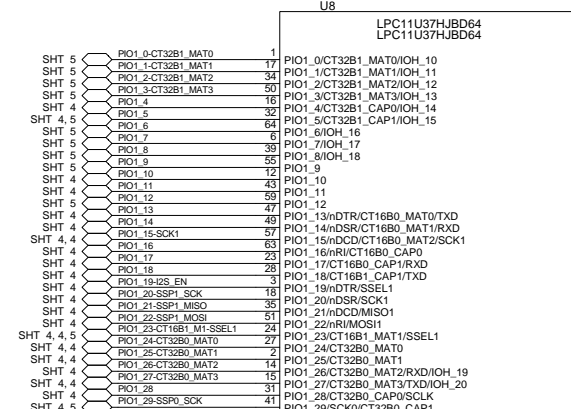 U8
LPC11U37HJBD64
LPC11U37HJBD64
SHT 5 PIO1_0-CT32B1_MAT0 1 PIO1_0/CT32B1_MAT0/IOH_10
SHT 5 PIO1_1-CT32B1_MAT1 17 PIO1_1/CT32B1_MAT1/IOH_11
SHT 5 PIO1_2-CT32B1_MAT2 34 PIO1_2/CT32B1_MAT2/IOH_12
SHT 5 PIO1_3-CT32B1_MAT3 50 PIO1_3/CT32B1_MAT3/IOH_13
SHT 4 PIO1_4 16 PIO1_4/CT32B1_CAP0/IOH_14
SHT 4, 5 PIO1_5 32 PIO1_5/CT32B1_CAP1/IOH_15
SHT 5 PIO1_6 64 PIO1_6/IOH_16
SHT 5 PIO1_7 6 PIO1_7/IOH_17
SHT 5 PIO1_8 39 PIO1_8/IOH_18
SHT 5 PIO1_9 55 PIO1_9
SHT 4 PIO1_10 12 PIO1_10
SHT 4 PIO1_11 43 PIO1_11
SHT 5 PIO1_12 59 PIO1_12
SHT 4 PIO1_13 47 PIO1_13/nDTR/CT16B0_MAT0/TXD
SHT 4 PIO1_14 49 PIO1_14/nDSR/CT16B0_MAT1/RXD
SHT 4, 4 PIO1_15-SCK1 57 PIO1_15/nDCD/CT16B0_MAT2/SCK1
SHT 4 PIO1_16 63 PIO1_16/nRI/CT16B0_CAP0
SHT 4 PIO1_17 23 PIO1_17/CT16B0_CAP1/RXD
SHT 4 PIO1_18 28 PIO1_18/CT16B1_CAP1/TXD
SHT 4 PIO1_19-I2S_EN 3 PIO1_19/nDTR/SSEL1
SHT 4 PIO1_20-SSP1_SCK 18 PIO1_20/nDSR/SCK1
SHT 4 PIO1_21-SSP1_MISO 35 PIO1_21/nDCD/MISO1
SHT 4 PIO1_22-SSP1_MOSI 51 PIO1_22/nRI/MOSI1
SHT 4, 4, 5 PIO1_23-CT16B1_M1-SSEL1 24 PIO1_23/CT16B1_MAT1/SSEL1
SHT 4, 4 PIO1_24-CT32B0_MAT0 27 PIO1_24/CT32B0_MAT0
SHT 4, 4 PIO1_25-CT32B0_MAT1 2 PIO1_25/CT32B0_MAT1
SHT 4 PIO1_26-CT32B0_MAT2 14 PIO1_26/CT32B0_MAT2/RXD/IOH_19
SHT 4, 4 PIO1_27-CT32B0_MAT3 15 PIO1_27/CT32B0_MAT3/TXD/IOH_20
SHT 4 PIO1_28 31 PIO1_28/CT32B0_CAP0/SCLK
SHT 4, 5 PIO1_29-SSP0_SCK 41 PIO1_29/SCK0/CT32B0_CAP1